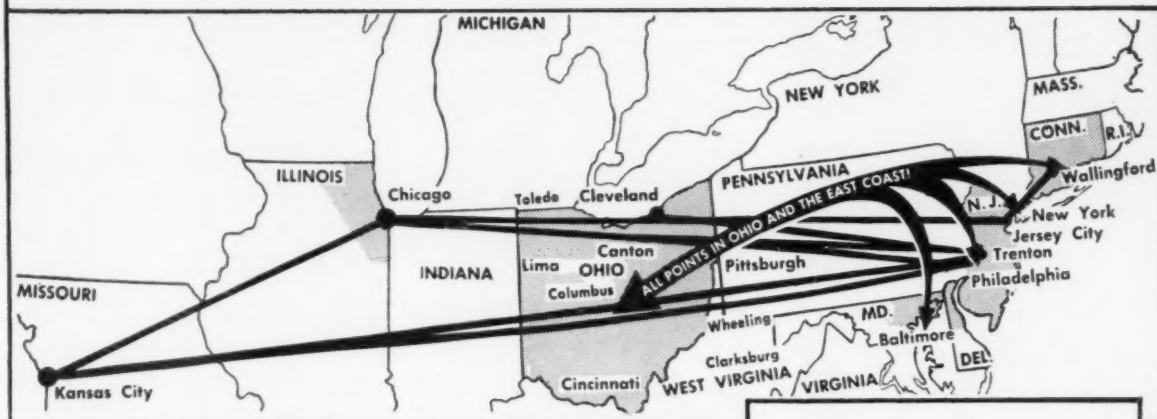 MICHIGAN
NEW YORK
MASS.
CONN.
R.I.
ILLINOIS
Chicago
Toledo
Cleveland
PENNSYLVANIA
Wallingford
N. J.
New York
Jersey City
ALL POINTS IN OHIO AND THE EAST COAST!
Canton
INDIANA
Lima
OHIO
Pittsburgh
Trenton
Philadelphia
MISSOURI
Columbus
Wheeling
MD.
Baltimore
DEL.
Clarksburg
Kansas City
Cincinnati
WEST VIRGINIA
VIRGINIA